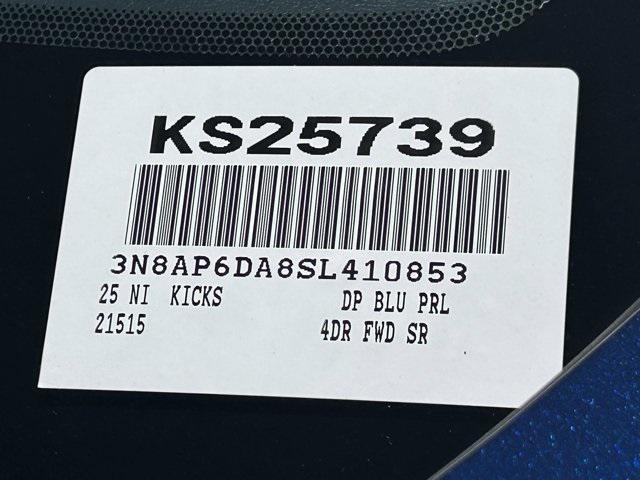 KS25739
3N8AP6DA8SL410853
25 NI KICKS DP BLU PRL
21515 4DR FWD SR